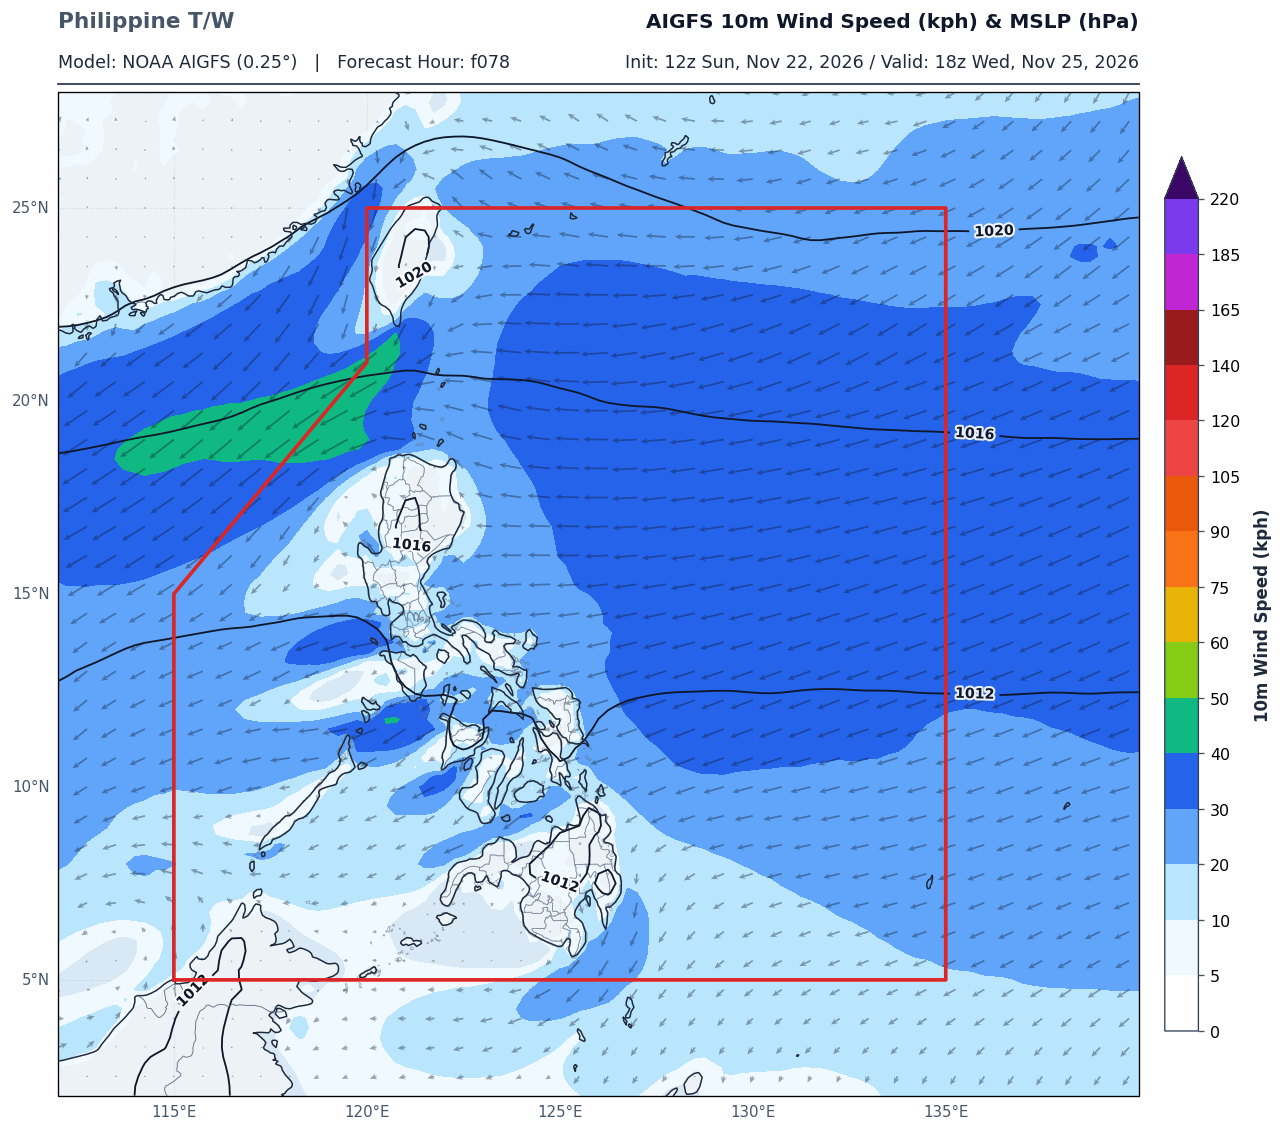 Philippine T/W
AIGFS 10m Wind Speed (kph) & MSLP (hPa)
Model: NOAA AIGFS (0.25°)   |   Forecast Hour: f078
Init: 12z Sun, Nov 22, 2026 / Valid: 18z Wed, Nov 25, 2026
25°N
20°N
15°N
10°N
5°N
115°E
120°E
125°E
130°E
135°E
1020
1020
1016
1016
1012
1012
1012
220
185
165
140
120
105
90
75
60
50
40
30
20
10
5
0
10m Wind Speed (kph)